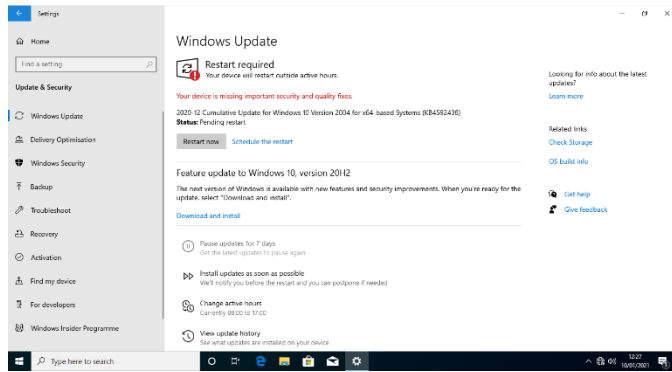 Settings
Home
Find a setting
Update & Security
Windows Update
Delivery Optimisation
Windows Security
Backup
Troubleshoot
Recovery
Activation
Find my device
For developers
Windows Insider Programme
Windows Update
Restart required
Your device will restart outside active hours.
Your device is missing important security and quality fixes.
2020-12 Cumulative Update for Windows 10 Version 2004 for x64-based Systems (KB4592438)
Status: Pending restart
Restart now Schedule the restart
Feature update to Windows 10, version 20H2
The next version of Windows is available with new features and security improvements. When you're ready for the
update, select "Download and install".
Download and install
Pause updates for 7 days
Get the latest updates to pause again
Install updates as soon as possible
We'll notify you before the restart and you can postpone if needed
Change active hours
Currently 08:00 to 17:00
View update history
See what updates are installed on your device
Looking for info about the latest
updates?
Learn more
Related links
Check Storage
OS build info
Get help
Give feedback
Type here to search
12:27
10/01/2021